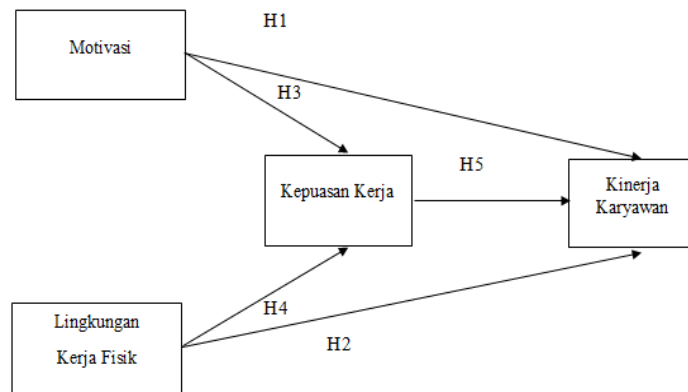 H1
Motivasi
H3
H5
Kepuasan Kerja
Kinerja
Karyawan
H4
Lingkungan
Kerja Fisik
H2